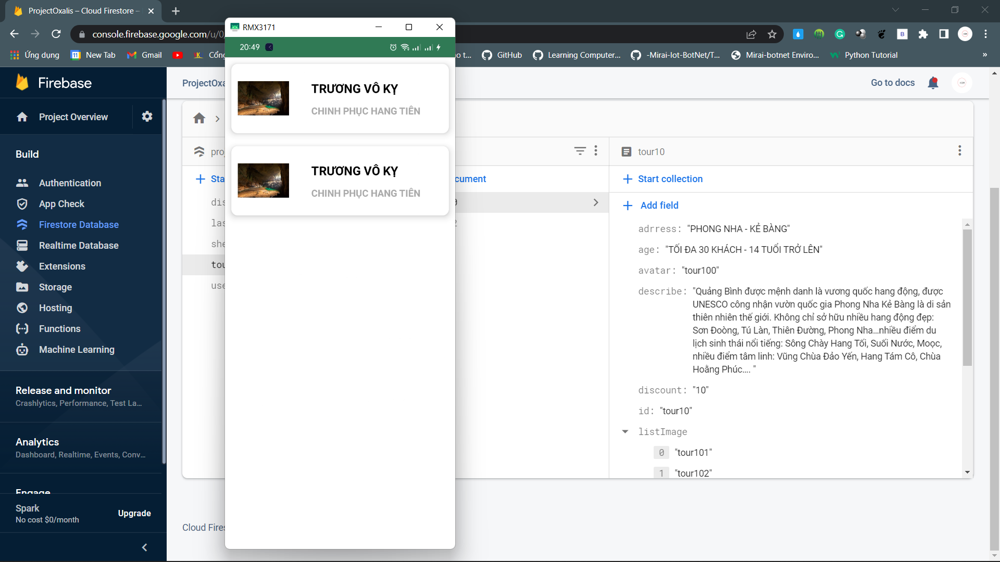 ProjectOxalis – Cloud Firestore –
console.firebase.google.com/u/0/
Ứng dụng
New Tab
Gmail
Cổng
GitHub
Learning Computer...
-Mirai-Iot-BotNet/T...
Mirai-botnet Enviro...
Python Tutorial
»
RMX3171
20:49
TRƯƠNG VÔ KỴ
CHINH PHỤC HANG TIÊN
TRƯƠNG VÔ KỴ
CHINH PHỤC HANG TIÊN
Firebase
Project Overview
Build
Authentication
App Check
Firestore Database
Realtime Database
Extensions
Storage
Hosting
Functions
Machine Learning
Release and monitor
Crashlytics, Performance, Test La...
Analytics
Dashboard, Realtime, Events, Conv...
Engage
Spark
No cost $0/month
Upgrade
ProjectOxa
Go to docs
proj
Sta
dis
las
she
tou
use
cument
Cloud Fires
tour10
Start collection
Add field
adrress: "PHONG NHA - KẺ BÀNG"
age: "TỐI ĐA 30 KHÁCH - 14 TUỔI TRỞ LÊN"
avatar: "tour100"
describe: "Quảng Bình được mệnh danh là vương quốc hang động, được
UNESCO công nhận vườn quốc gia Phong Nha Kẻ Bàng là di sản
thiên nhiên thế giới. Không chỉ sở hữu nhiều hang động đẹp:
Sơn Đoòng, Tú Làn, Thiên Đường, Phong Nha...nhiều điểm du
lịch sinh thái nổi tiếng: Sông Chày Hang Tối, Suối Nước, Moọc,
nhiều điểm tâm linh: Vũng Chùa Đảo Yến, Hang Tám Cô, Chùa
Hoằng Phúc.... "
discount: "10"
id: "tour10"
listImage
0 "tour101"
1 "tour102"